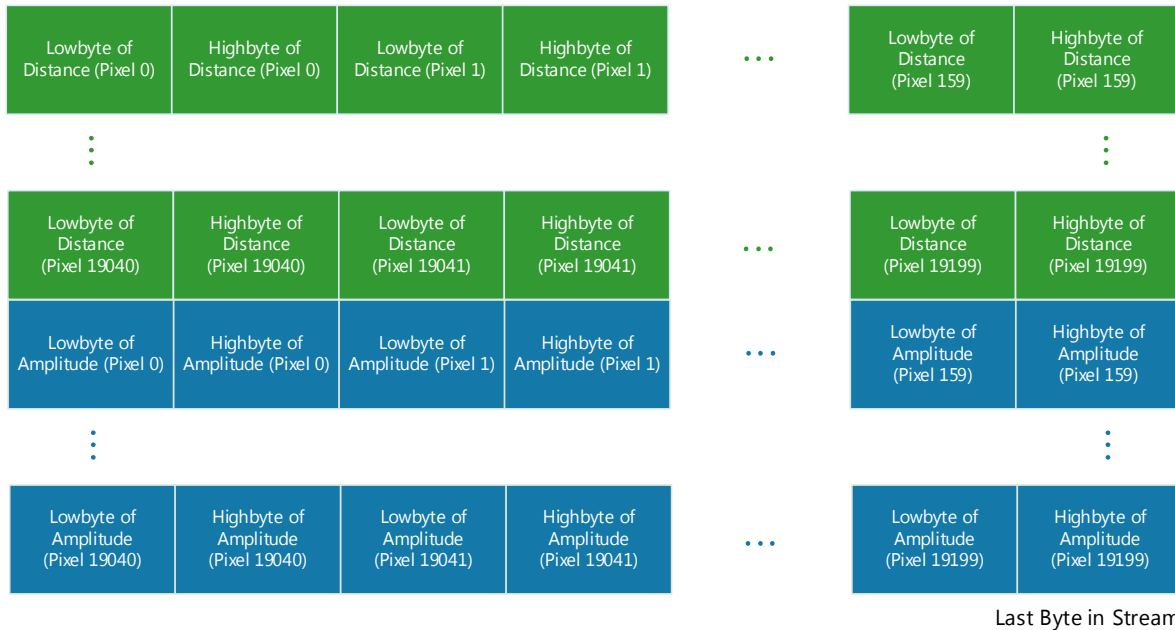 Lowbyte of
Distance (Pixel 0)
Highbyte of
Distance (Pixel 0)
Lowbyte of
Distance (Pixel 1)
Highbyte of
Distance (Pixel 1)
...
Lowbyte of
Distance
(Pixel 159)
Highbyte of
Distance
(Pixel 159)
Lowbyte of
Distance
(Pixel 19040)
Highbyte of
Distance
(Pixel 19040)
Lowbyte of
Distance
(Pixel 19041)
Highbyte of
Distance
(Pixel 19041)
...
Lowbyte of
Distance
(Pixel 19199)
Highbyte of
Distance
(Pixel 19199)
Lowbyte of
Amplitude (Pixel 0)
Highbyte of
Amplitude (Pixel 0)
Lowbyte of
Amplitude (Pixel 1)
Highbyte of
Amplitude (Pixel 1)
...
Lowbyte of
Amplitude
(Pixel 159)
Highbyte of
Amplitude
(Pixel 159)
Lowbyte of
Amplitude
(Pixel 19040)
Highbyte of
Amplitude
(Pixel 19040)
Lowbyte of
Amplitude
(Pixel 19041)
Highbyte of
Amplitude
(Pixel 19041)
...
Lowbyte of
Amplitude
(Pixel 19199)
Highbyte of
Amplitude
(Pixel 19199)
Last Byte in Stream